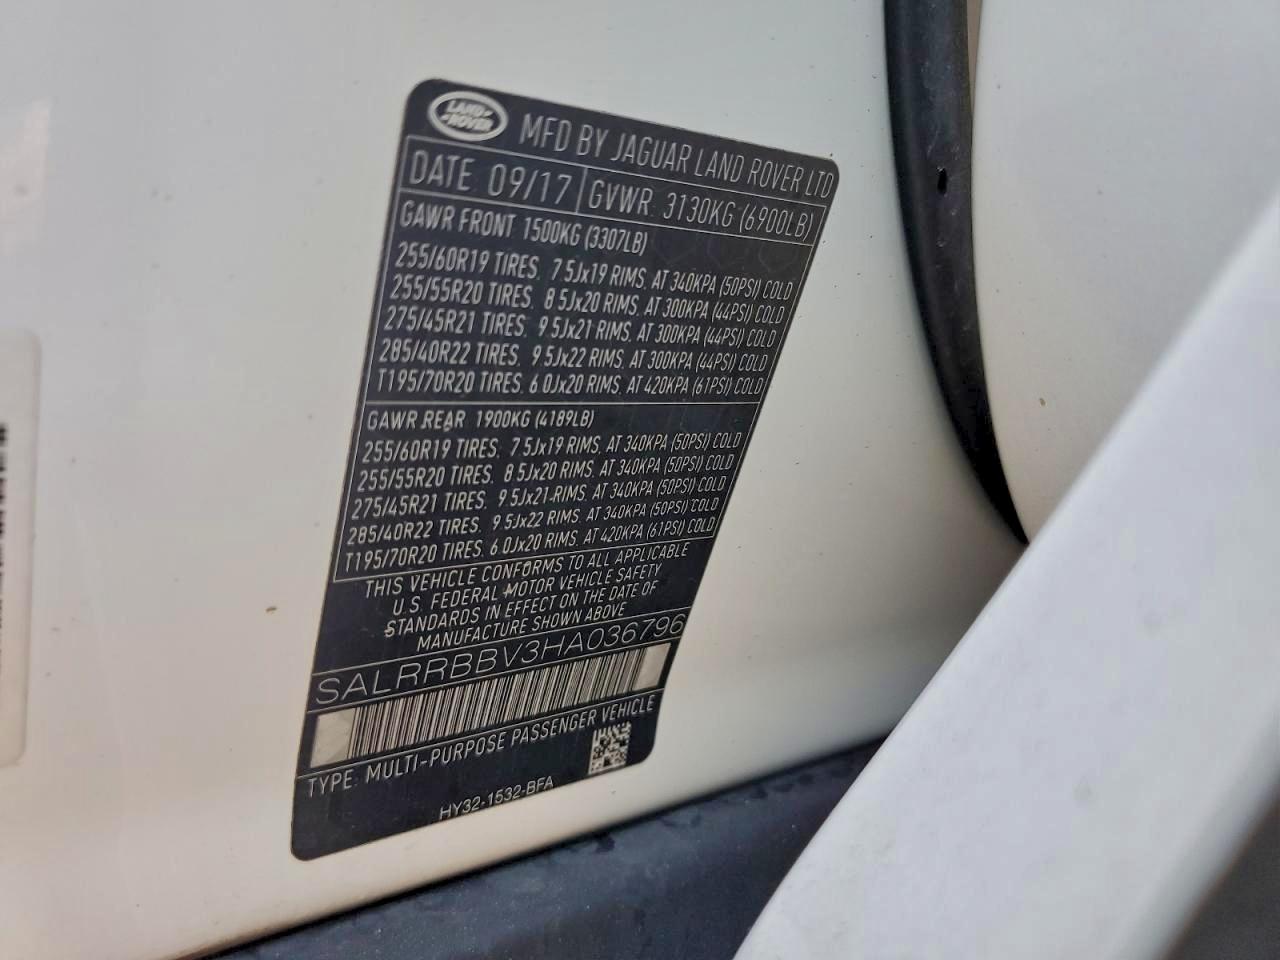 LAND ROVER
MFD BY JAGUAR LAND ROVER LTD
DATE: 09/17 GVWR: 3130KG (6900LB)
GAWR FRONT 1500KG (3307LB)
255/60R19 TIRES, 7.5Jx19 RIMS, AT 340KPA (50PSI) COLD
255/55R20 TIRES, 8.5Jx20 RIMS, AT 300KPA (44PSI) COLD
275/45R21 TIRES, 9.5Jx21 RIMS, AT 300KPA (44PSI) COLD
285/40R22 TIRES, 9.5Jx22 RIMS, AT 300KPA (44PSI) COLD
T195/70R20 TIRES, 6.0Jx20 RIMS, AT 420KPA (61PSI) COLD
GAWR REAR 1900KG (4189LB)
255/60R19 TIRES, 7.5Jx19 RIMS, AT 340KPA (50PSI) COLD
255/55R20 TIRES, 8.5Jx20 RIMS, AT 340KPA (50PSI) COLD
275/45R21 TIRES, 9.5Jx21 RIMS, AT 340KPA (50PSI) COLD
285/40R22 TIRES, 9.5Jx22 RIMS, AT 340KPA (50PSI) COLD
T195/70R20 TIRES, 6.0Jx20 RIMS, AT 420KPA (61PSI) COLD
THIS VEHICLE CONFORMS TO ALL APPLICABLE
U.S. FEDERAL MOTOR VEHICLE SAFETY
STANDARDS IN EFFECT ON THE DATE OF
MANUFACTURE SHOWN ABOVE
SALRRBBV3HA036796
TYPE: MULTI-PURPOSE PASSENGER VEHICLE
HY32-1532-BFA